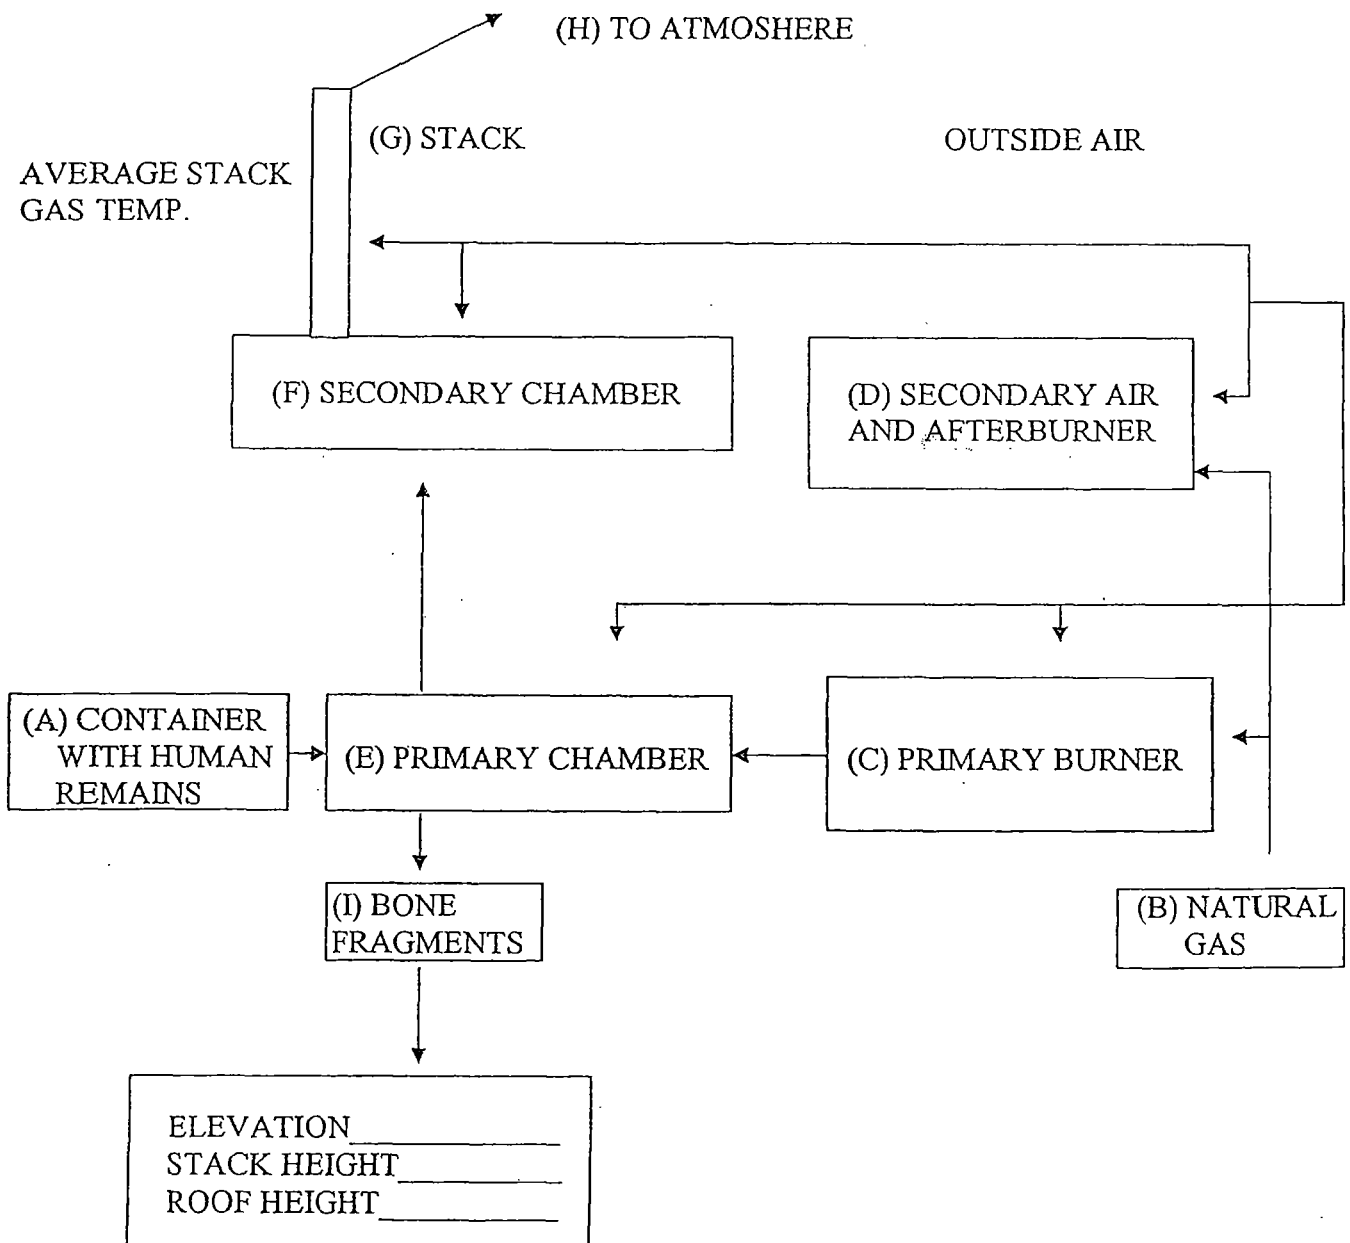 (H) TO ATMOSHERE
(G) STACK
OUTSIDE AIR
AVERAGE STACK
GAS TEMP.
(F) SECONDARY CHAMBER
(D) SECONDARY AIR
AND AFTERBURNER
(A) CONTAINER
WITH HUMAN
REMAINS
(E) PRIMARY CHAMBER
(C) PRIMARY BURNER
(I) BONE
FRAGMENTS
(B) NATURAL
GAS
ELEVATION
STACK HEIGHT
ROOF HEIGHT